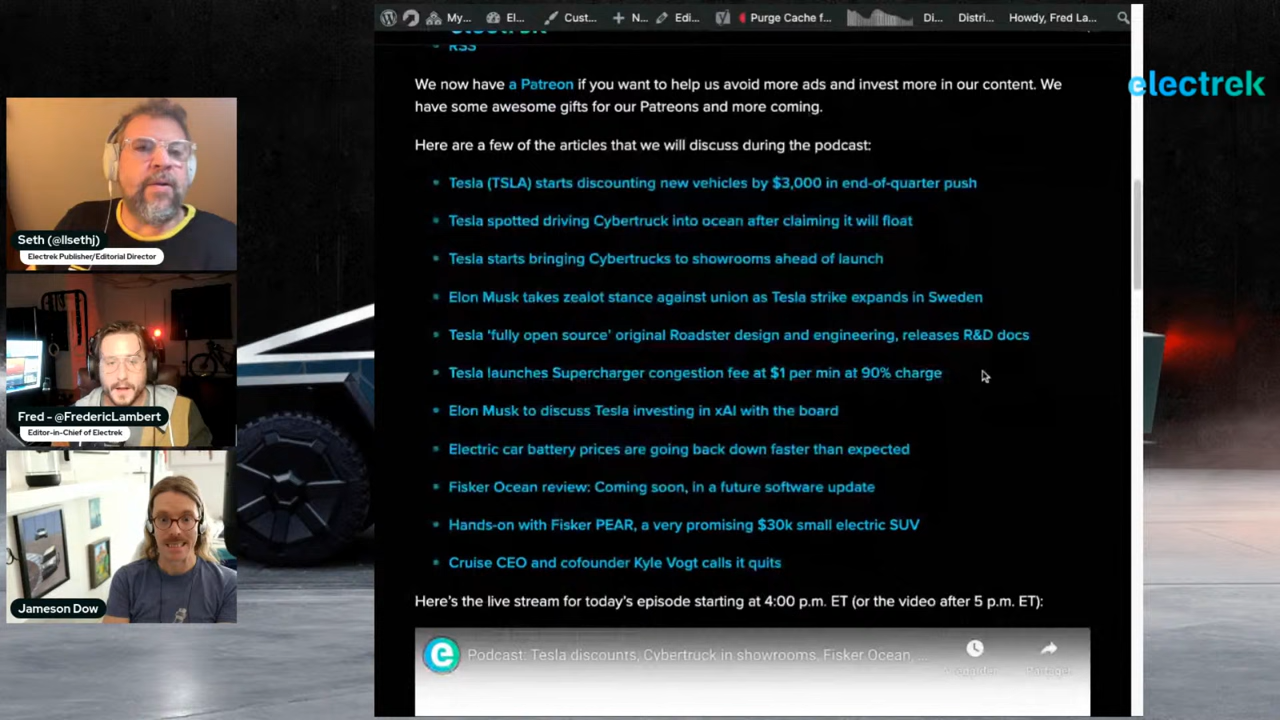 My...
El...
Cust...
N...
Edi...
Purge Cache f...
Di...
Distri...
Howdy, Fred La...
electrek
RSS
We now have a Patreon if you want to help us avoid more ads and invest more in our content. We
have some awesome gifts for our Patreons and more coming.
Here are a few of the articles that we will discuss during the podcast:
Tesla (TSLA) starts discounting new vehicles by $3,000 in end-of-quarter push
Tesla spotted driving Cybertruck into ocean after claiming it will float
Tesla starts bringing Cybertrucks to showrooms ahead of launch
Elon Musk takes zealot stance against union as Tesla strike expands in Sweden
Tesla ‘fully open source’ original Roadster design and engineering, releases R&D docs
Tesla launches Supercharger congestion fee at $1 per min at 90% charge
Elon Musk to discuss Tesla investing in xAI with the board
Electric car battery prices are going back down faster than expected
Fisker Ocean review: Coming soon, in a future software update
Hands-on with Fisker PEAR, a very promising $30k small electric SUV
Cruise CEO and cofounder Kyle Vogt calls it quits
Here’s the live stream for today’s episode starting at 4:00 p.m. ET (or the video after 5 p.m. ET):
Podcast: Tesla discounts, Cybertruck in showrooms, Fisker Ocean, ...
Partager
electrek
Seth (@llsethj)
Electrek Publisher/Editorial Director
Fred - @FredericLambert
Editor-in-Chief of Electrek
Jameson Dow